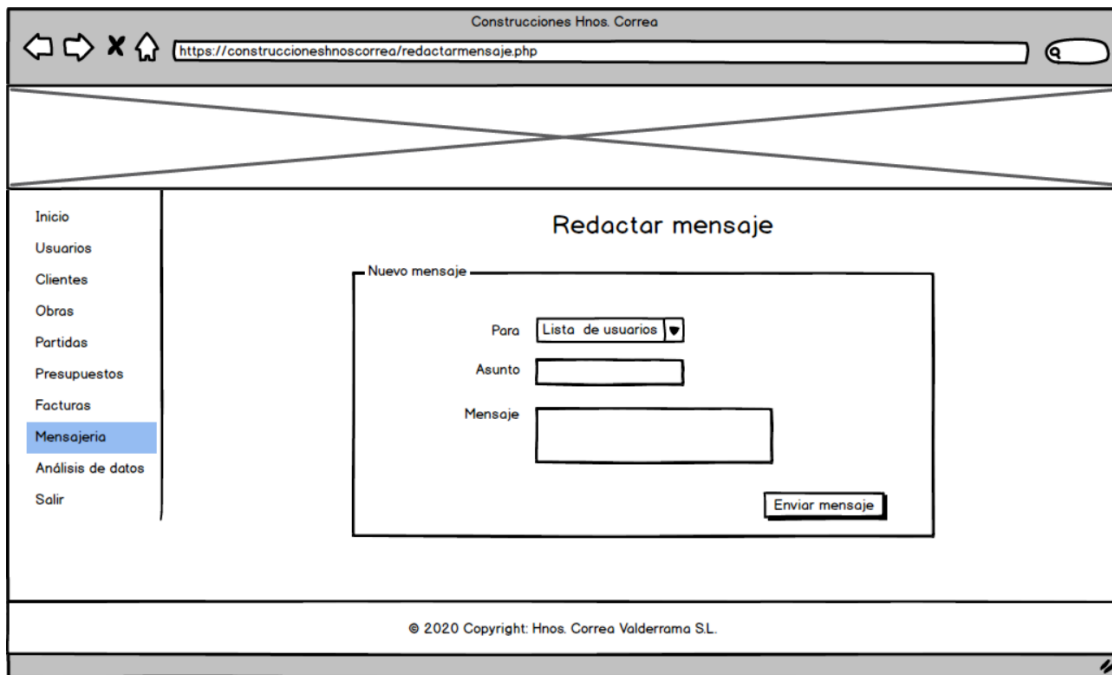 Construcciones Hnos. Correa
https://construccioneshnoscorrea/redactarmensaje.php
Inicio
Usuarios
Clientes
Obras
Partidas
Presupuestos
Facturas
Mensajeria
Análisis de datos
Salir
Redactar mensaje
Nuevo mensaje
Para Lista de usuarios
Asunto
Mensaje
Enviar mensaje
© 2020 Copyright: Hnos. Correa Valderrama S.L.